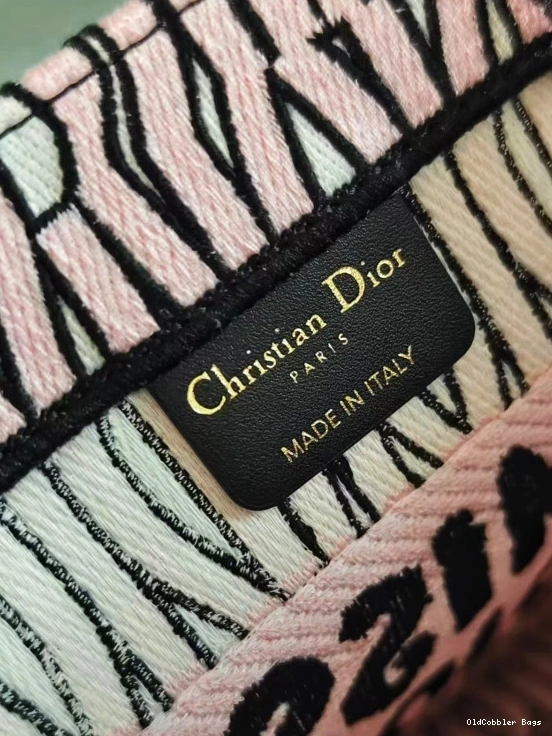 Christian Dior
PARIS
MADE IN ITALY
OldCobbler Bags